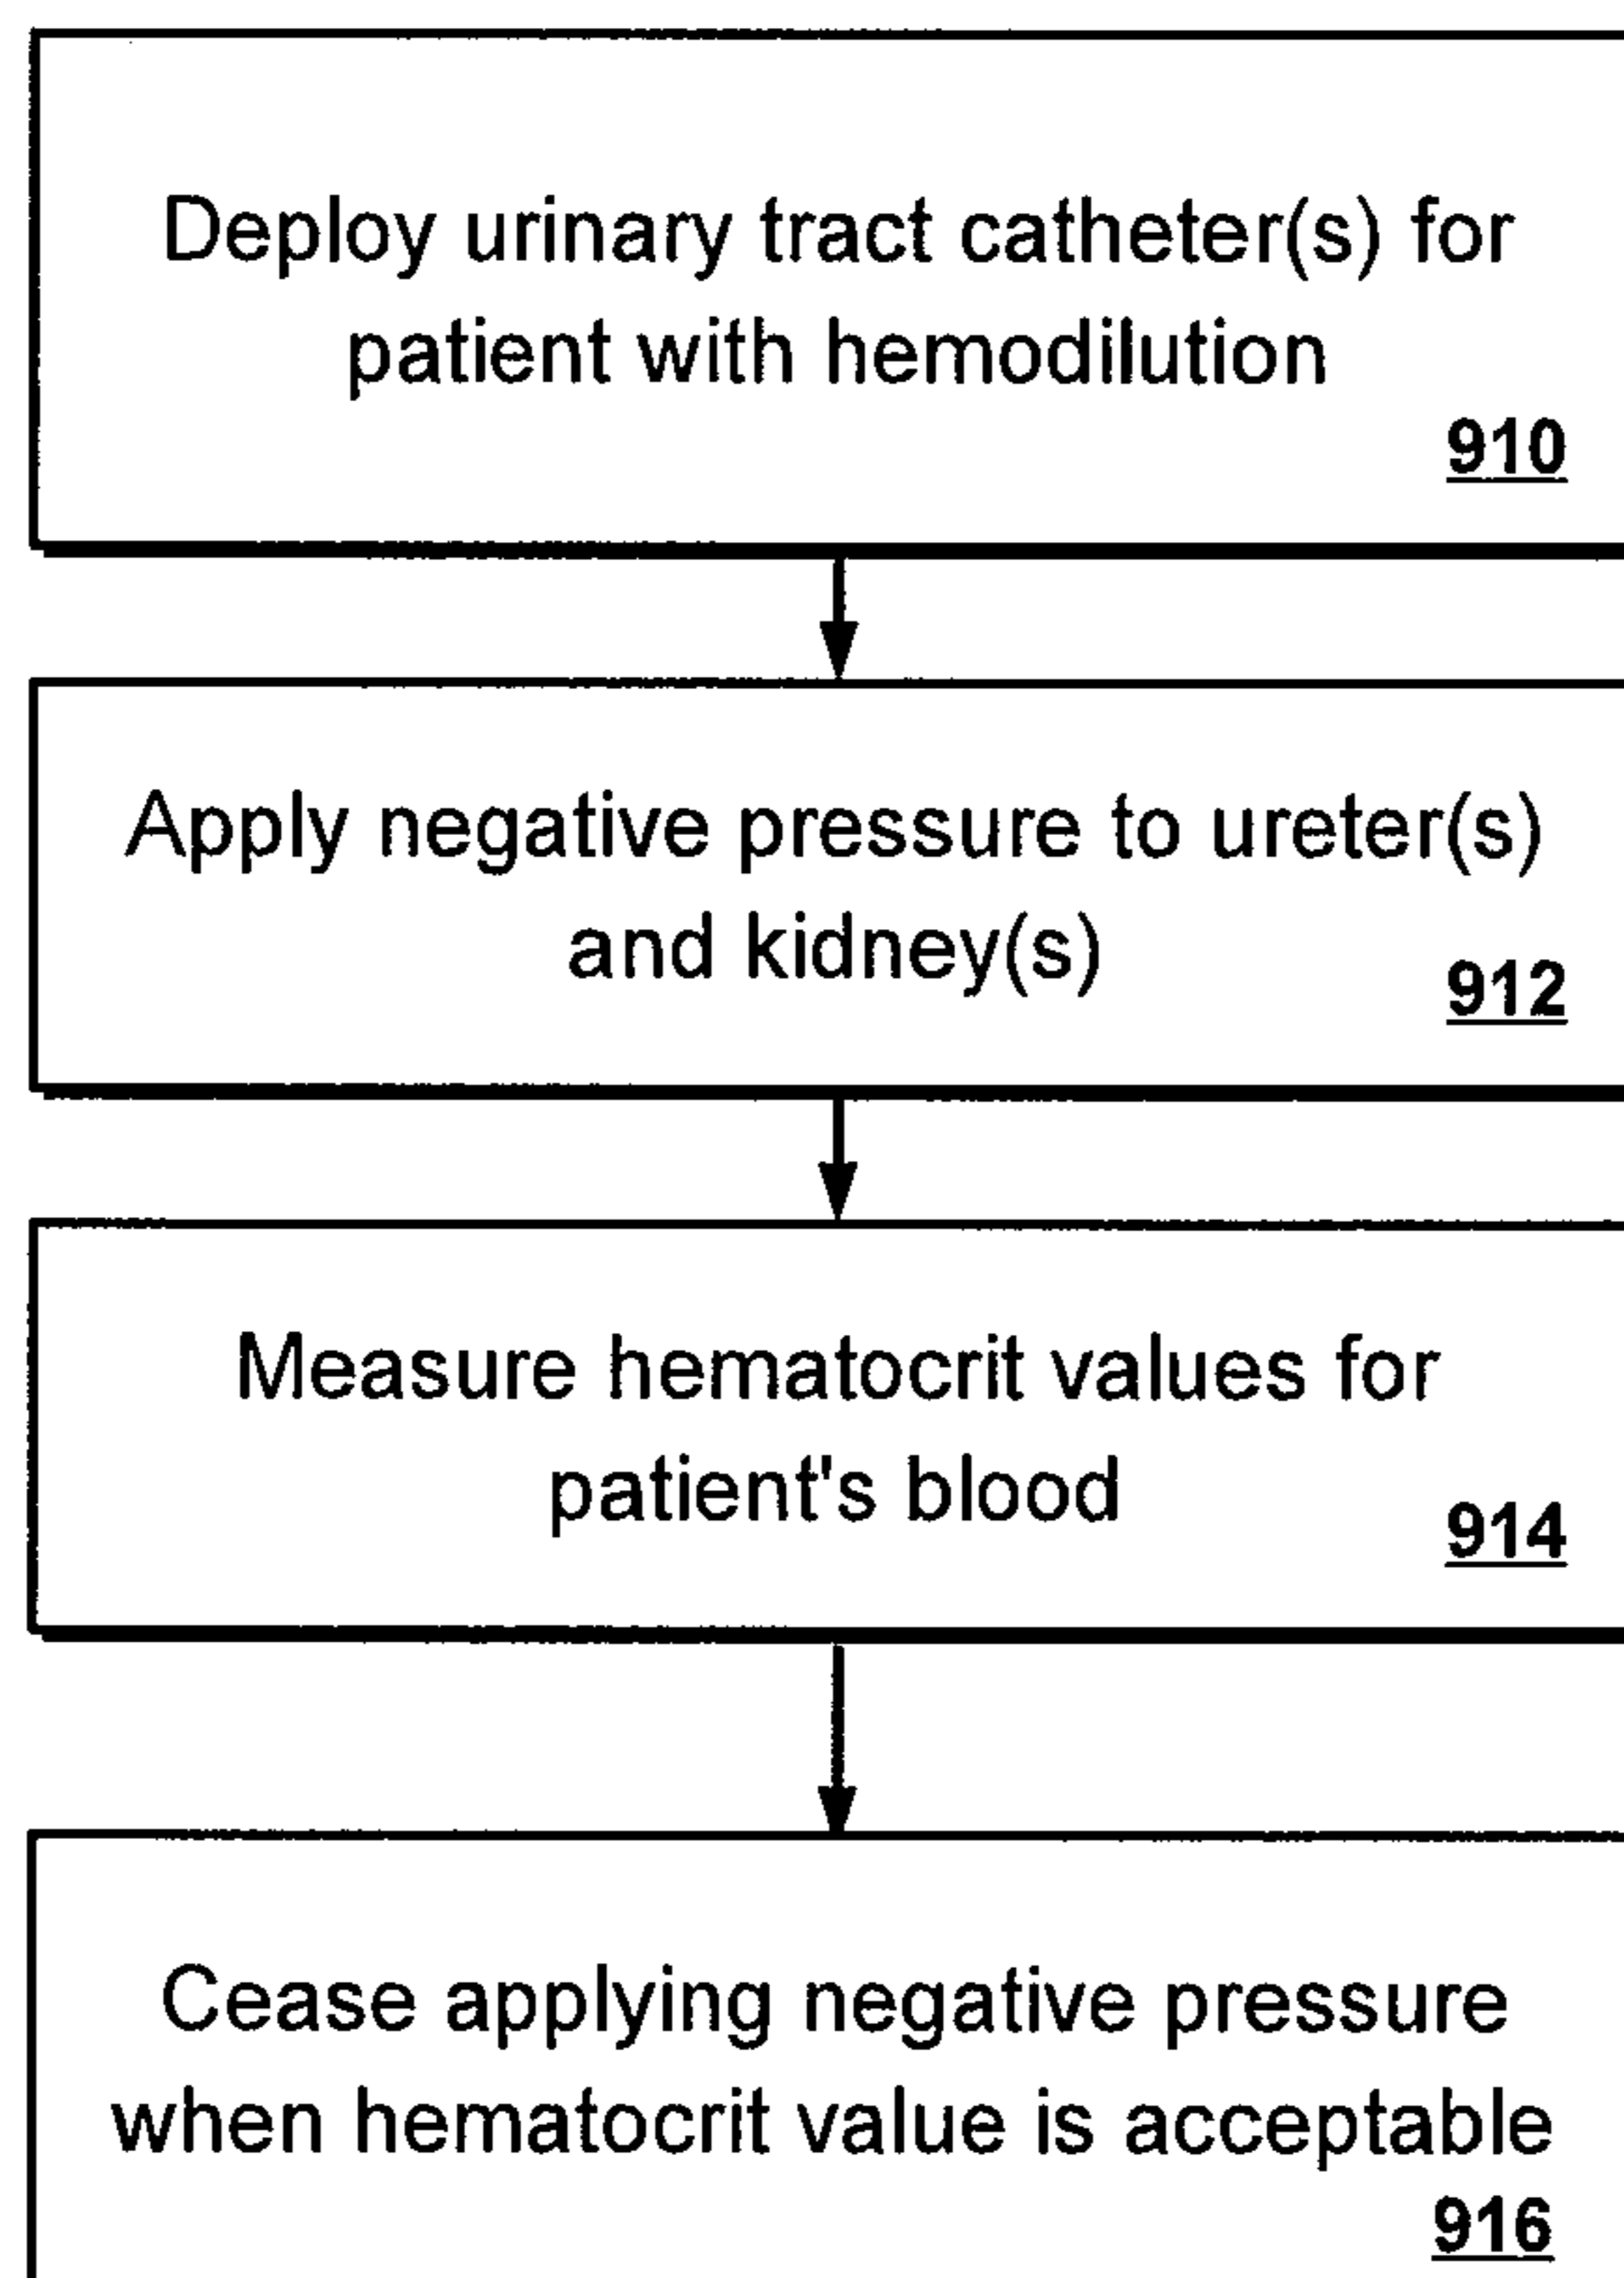 Deploy urinary tract catheter(s) for
patient with hemodilution
910
Apply negative pressure to ureter(s)
and kidney(s)
912
Measure hematocrit values for
patient's blood
914
Cease applying negative pressure
when hematocrit value is acceptable
916